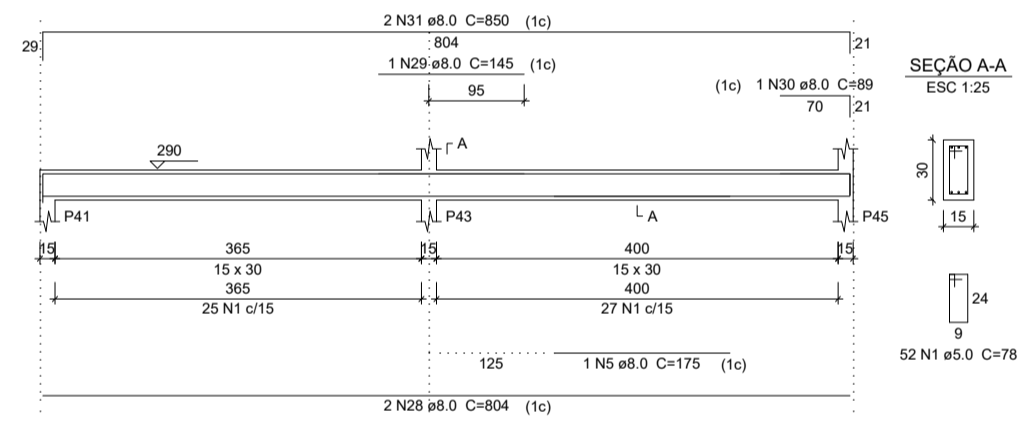 2 N31 ø8.0 C=850 (1c)
29
804
21
1 N29 ø8.0 C=145 (1c)
95
(1c) 1 N30 ø8.0 C=89
70
21
SEÇÃO A-A
ESC 1:25
290
A
30
15
P41
P43
A
P45
15
365
15
400
15
15 x 30
15 x 30
365
400
25 N1 c/15
27 N1 c/15
24
9
52 N1 ø5.0 C=78
125
1 N5 ø8.0 C=175 (1c)
2 N28 ø8.0 C=804 (1c)